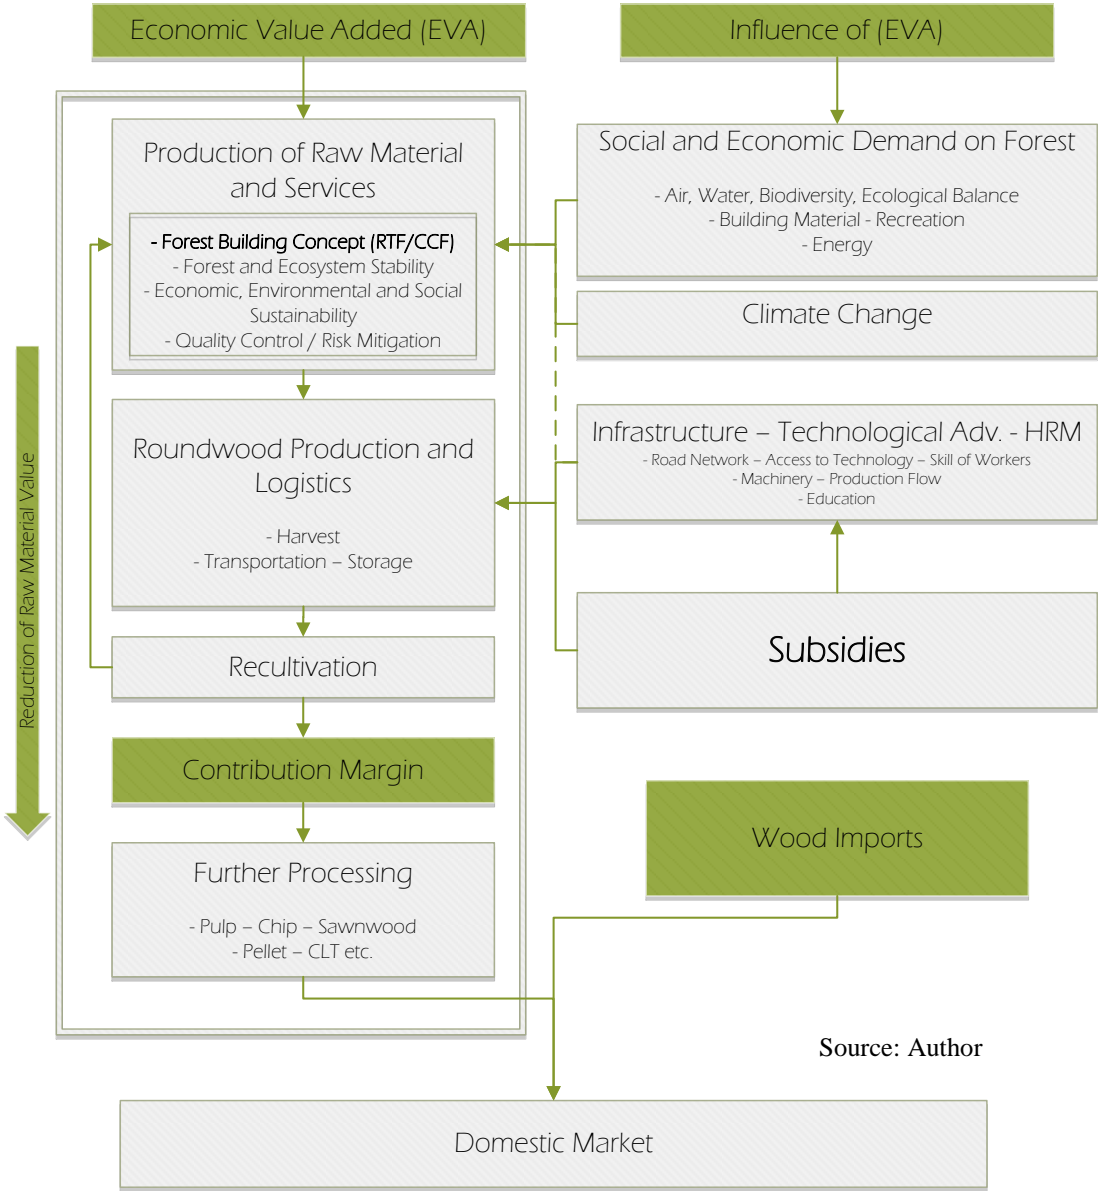 Economic Value Added (EVA)
Influence of (EVA)
Production of Raw Material
and Services
- Forest Building Concept (RTF/CCF)
- Forest and Ecosystem Stability
- Economic, Environmental and Social
Sustainability
- Quality Control / Risk Mitigation
Social and Economic Demand on Forest
- Air, Water, Biodiversity, Ecological Balance
- Building Material - Recreation
- Energy
Climate Change
Roundwood Production and
Logistics
- Harvest
- Transportation – Storage
Infrastructure – Technological Adv. - HRM
- Road Network – Access to Technology – Skill of Workers
- Machinery – Production Flow
- Education
Reduction of Raw Material Value
Recultivation
Subsidies
Contribution Margin
Wood Imports
Further Processing
- Pulp – Chip – Sawnwood
- Pellet – CLT etc.
Source: Author
Domestic Market